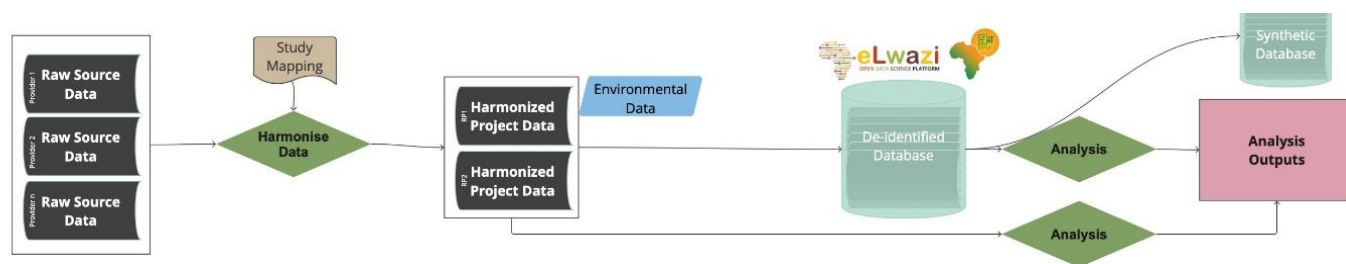 Provider 1
Raw Source
Data
Provider 2
Raw Source
Data
Provider n
Raw Source
Data
Study
Mapping
Harmonise
Data
RP1
Harmonized
Project Data
RP2
Harmonized
Project Data
Environmental
Data
eLwazi
OPEN DATA SCIENCE PLATFORM
De-identified
Database
Synthetic
Database
Analysis
Analysis
Outputs
Analysis